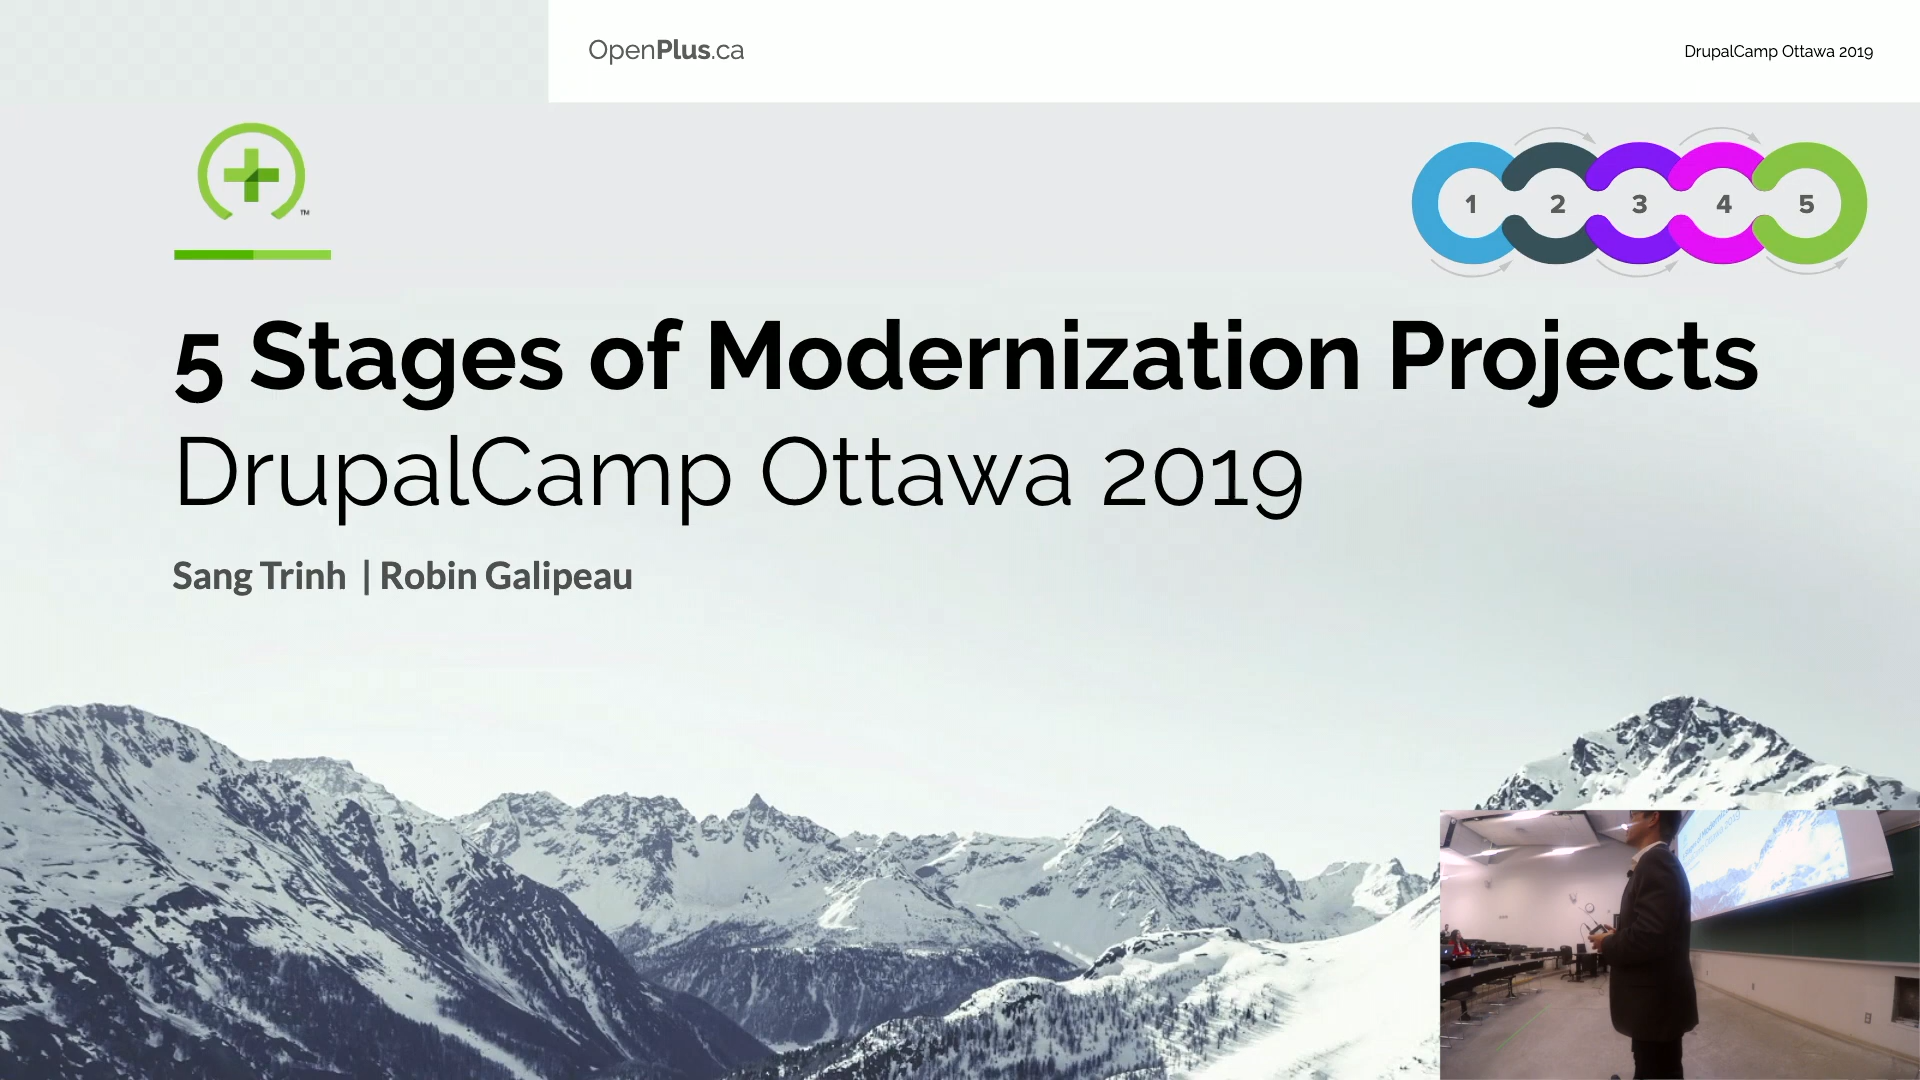 OpenPlus.ca
DrupalCamp Ottawa 2019
TM
1 2 3 4 5
5 Stages of Modernization Projects
DrupalCamp Ottawa 2019
Sang Trinh | Robin Galipeau